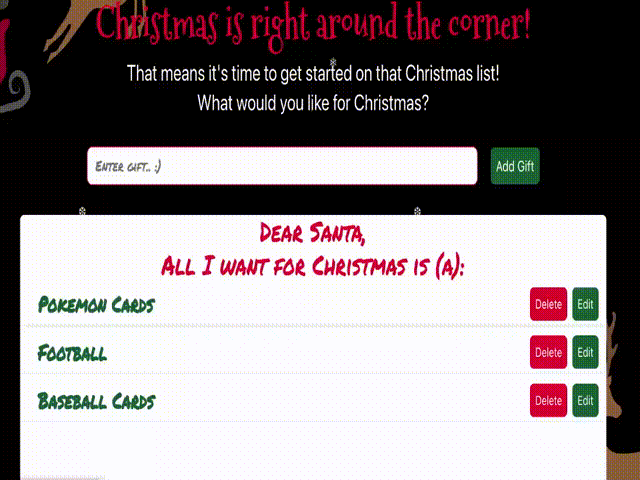 Christmas is right around the corner!
That means it's time to get started on that Christmas list!
What would you like for Christmas?
Enter gift.. :)
Add Gift
Dear Santa,
All I want for Christmas is (a):
Pokemon Cards
Delete
Edit
Football
Delete
Edit
Baseball Cards
Delete
Edit